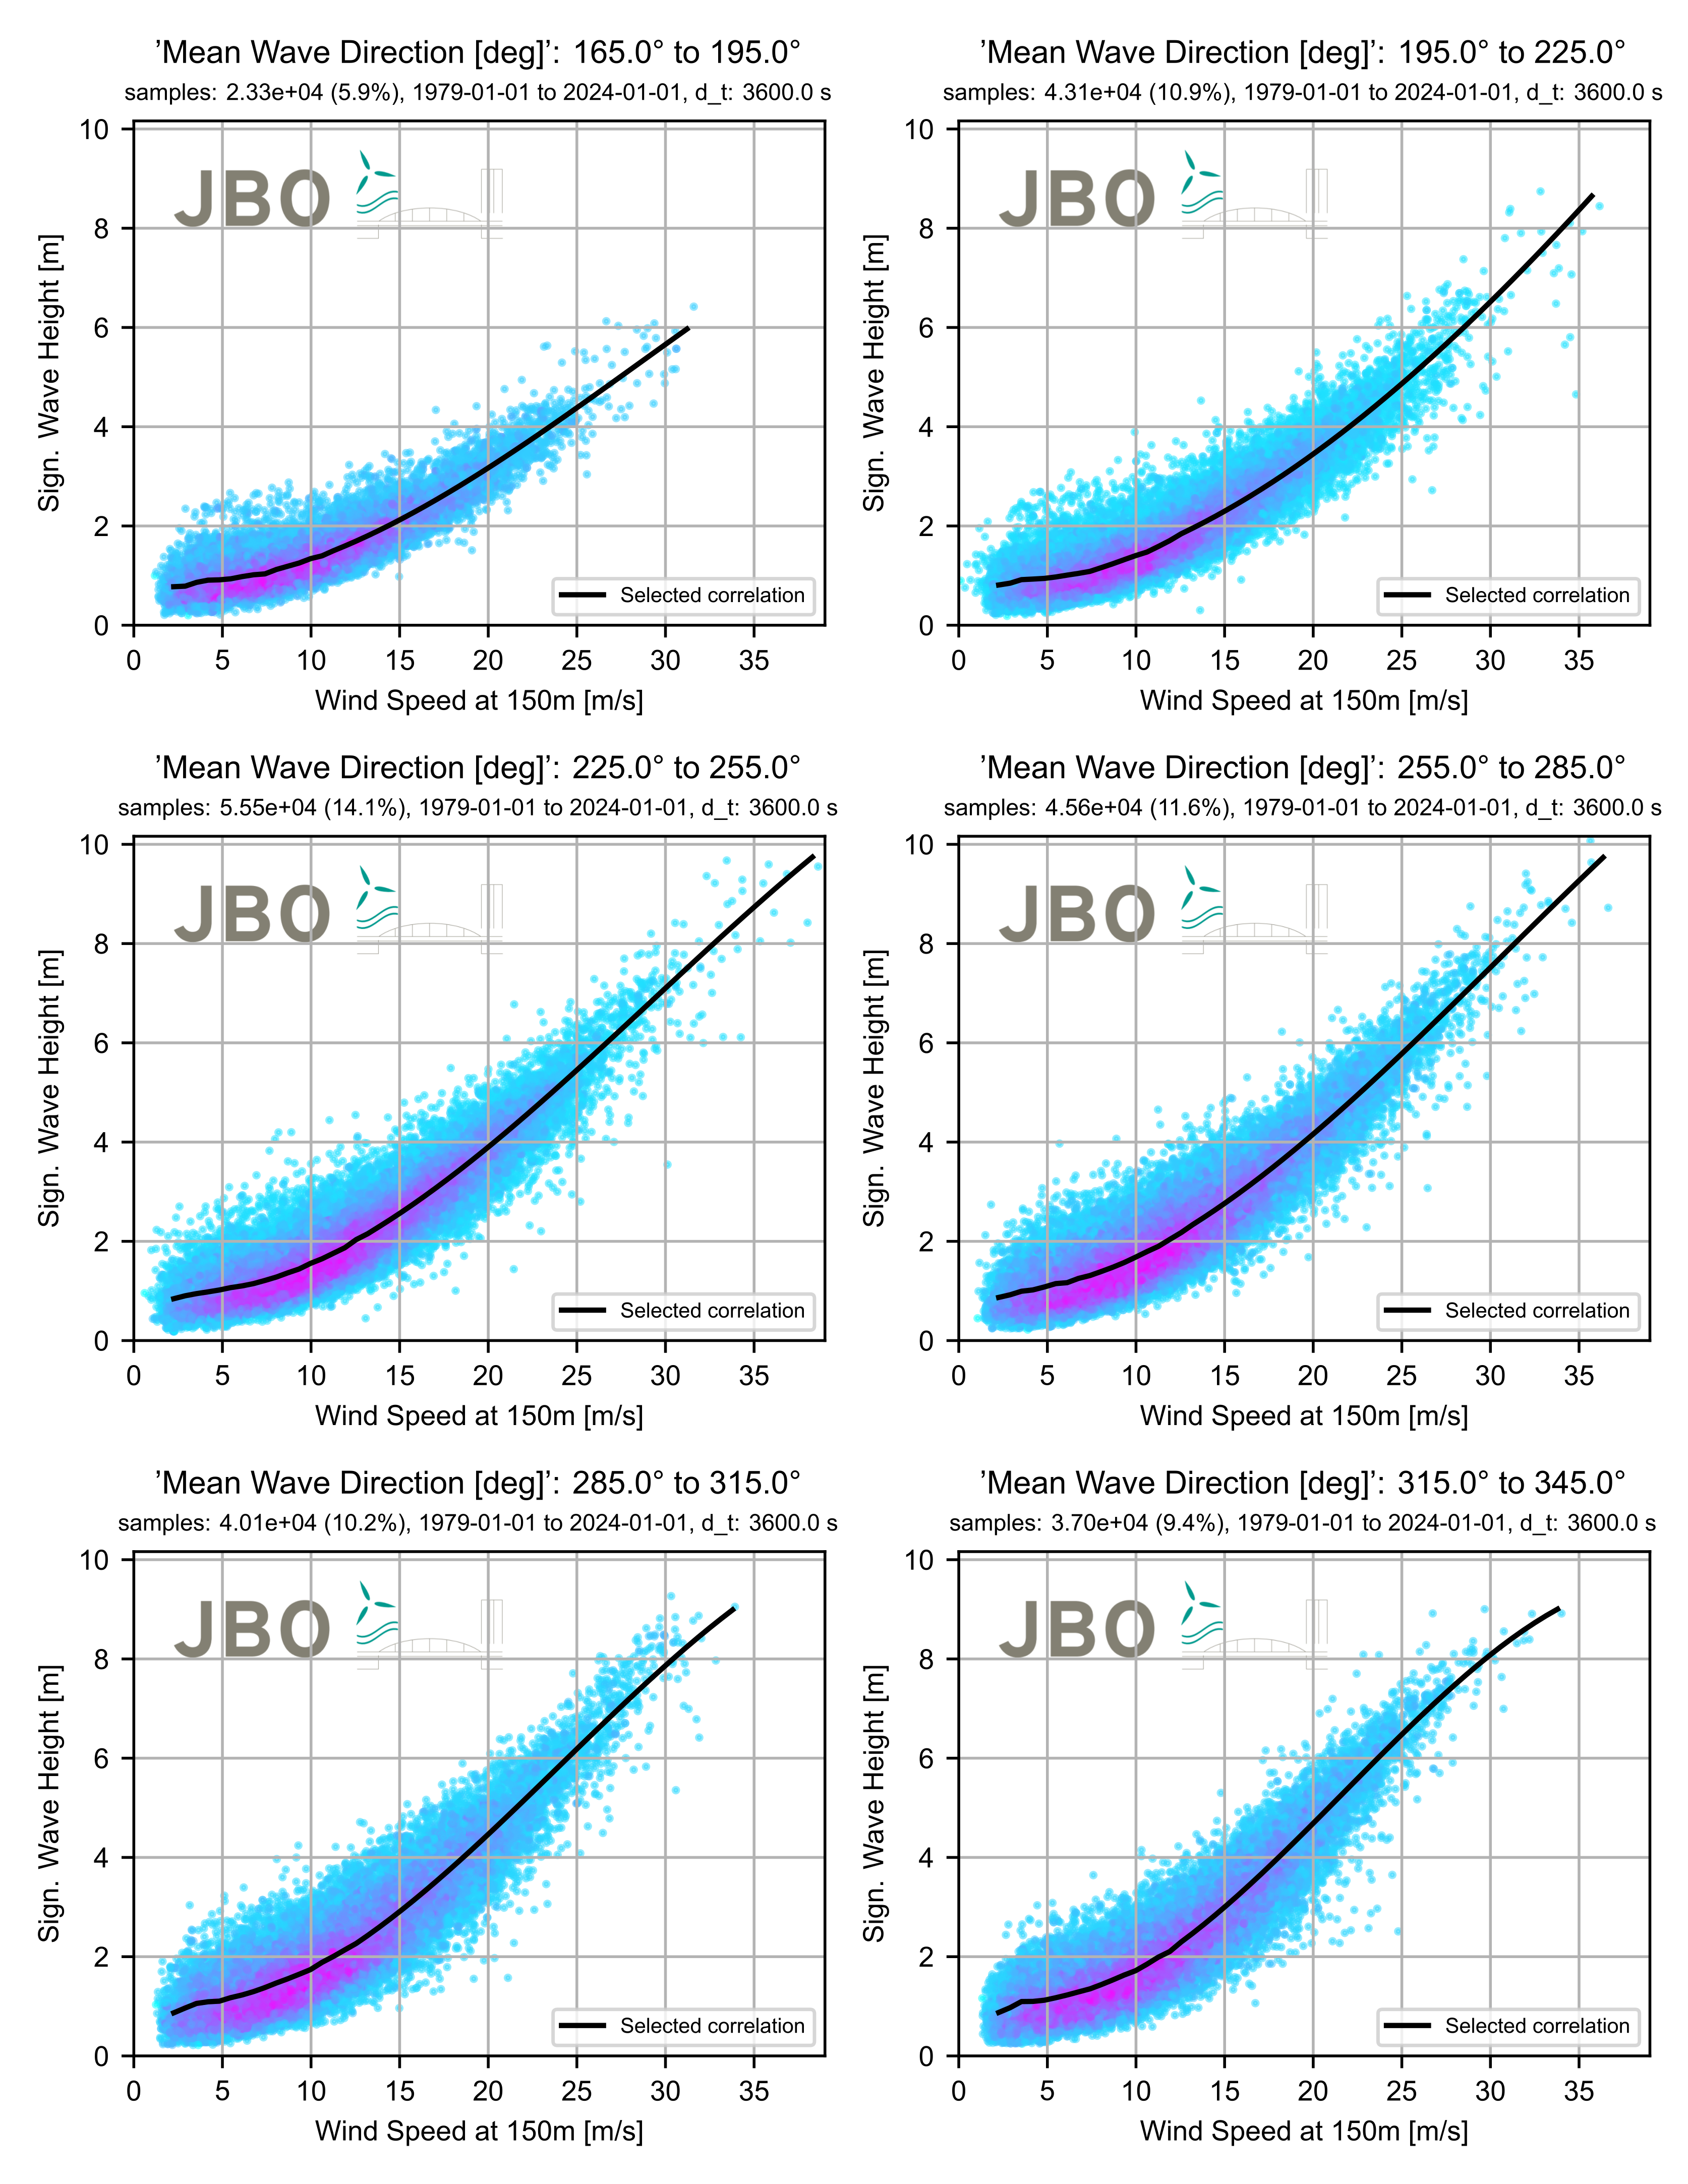 ’Mean Wave Direction [deg]’: 165.0° to 195.0°
samples: 2.33e+04 (5.9%), 1979-01-01 to 2024-01-01, d_t: 3600.0 s
JBO
10
8
6
4
2
0
Sign. Wave Height [m]
Selected correlation
0 5 10 15 20 25 30 35
Wind Speed at 150m [m/s]
’Mean Wave Direction [deg]’: 195.0° to 225.0°
samples: 4.31e+04 (10.9%), 1979-01-01 to 2024-01-01, d_t: 3600.0 s
JBO
10
8
6
4
2
0
Sign. Wave Height [m]
Selected correlation
0 5 10 15 20 25 30 35
Wind Speed at 150m [m/s]
’Mean Wave Direction [deg]’: 225.0° to 255.0°
samples: 5.55e+04 (14.1%), 1979-01-01 to 2024-01-01, d_t: 3600.0 s
JBO
10
8
6
4
2
0
Sign. Wave Height [m]
Selected correlation
0 5 10 15 20 25 30 35
Wind Speed at 150m [m/s]
’Mean Wave Direction [deg]’: 255.0° to 285.0°
samples: 4.56e+04 (11.6%), 1979-01-01 to 2024-01-01, d_t: 3600.0 s
JBO
10
8
6
4
2
0
Sign. Wave Height [m]
Selected correlation
0 5 10 15 20 25 30 35
Wind Speed at 150m [m/s]
’Mean Wave Direction [deg]’: 285.0° to 315.0°
samples: 4.01e+04 (10.2%), 1979-01-01 to 2024-01-01, d_t: 3600.0 s
JBO
10
8
6
4
2
0
Sign. Wave Height [m]
Selected correlation
0 5 10 15 20 25 30 35
Wind Speed at 150m [m/s]
’Mean Wave Direction [deg]’: 315.0° to 345.0°
samples: 3.70e+04 (9.4%), 1979-01-01 to 2024-01-01, d_t: 3600.0 s
JBO
10
8
6
4
2
0
Sign. Wave Height [m]
Selected correlation
0 5 10 15 20 25 30 35
Wind Speed at 150m [m/s]